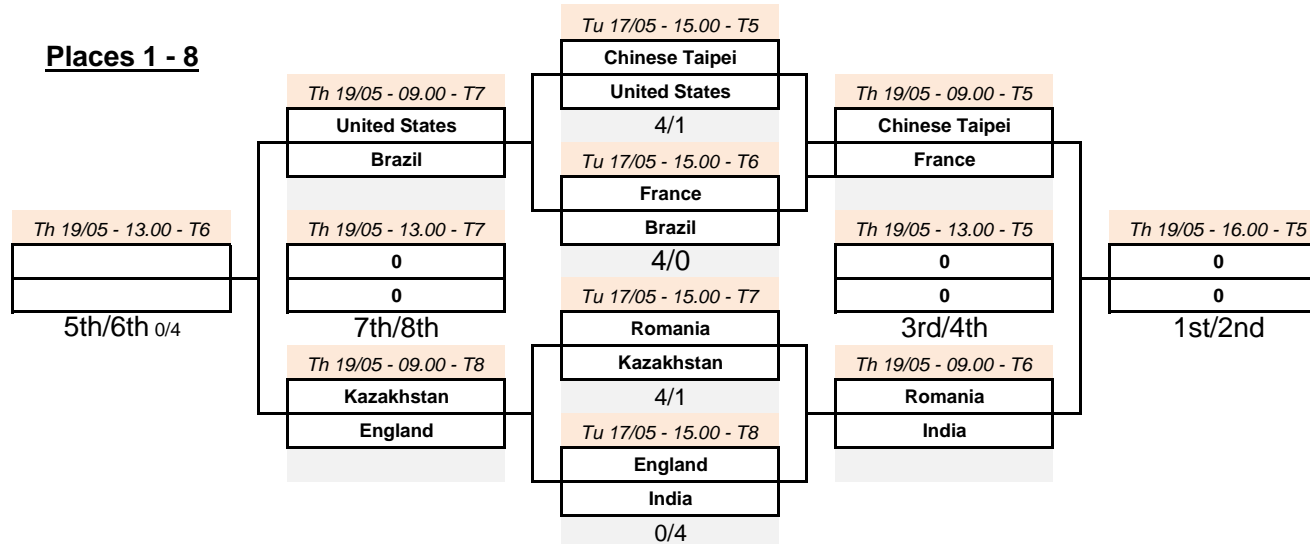 Places 1 - 8
Tu 17/05 - 15.00 - T5
Chinese Taipei
United States
4/1
Th 19/05 - 09.00 - T7
United States
Brazil
Th 19/05 - 09.00 - T5
Chinese Taipei
France
Tu 17/05 - 15.00 - T6
France
Brazil
4/0
Th 19/05 - 13.00 - T6
5th/6th 0/4
Th 19/05 - 13.00 - T7
0
0
7th/8th
Th 19/05 - 13.00 - T5
0
0
3rd/4th
Th 19/05 - 16.00 - T5
0
0
1st/2nd
Tu 17/05 - 15.00 - T7
Romania
Kazakhstan
4/1
Th 19/05 - 09.00 - T8
Kazakhstan
England
Th 19/05 - 09.00 - T6
Romania
India
Tu 17/05 - 15.00 - T8
England
India
0/4